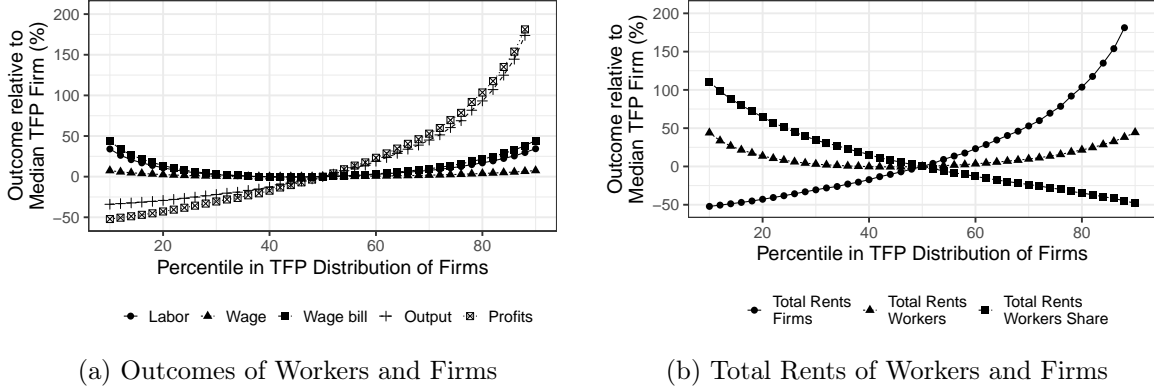 Outcome relative to
Median TFP Firm (%)
200
150
100
50
0
−50
20
40
60
80
Percentile in TFP Distribution of Firms
Labor
Wage
Wage bill
Output
Profits
(a) Outcomes of Workers and Firms
Outcome relative to
Median TFP Firm (%)
200
150
100
50
0
−50
20
40
60
80
Percentile in TFP Distribution of Firms
Total Rents
Firms
Total Rents
Workers
Total Rents
Workers Share
(b) Total Rents of Workers and Firms